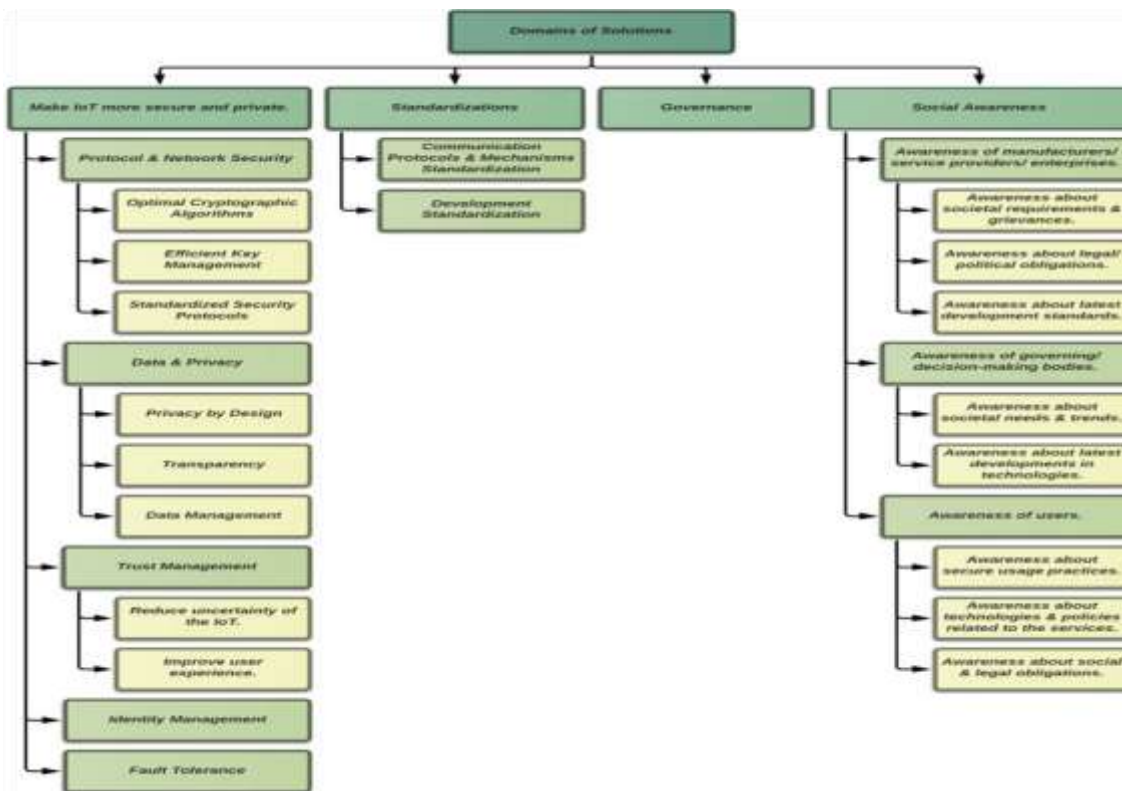 Domains of Solutions
Make IoT more secure and private.
Protocol & Network Security
Optimal Cryptographic
Algorithms
Efficient Key
Management
Standardized Security
Protocols
Data & Privacy
Privacy by Design
Transparency
Data Management
Trust Management
Reduce uncertainty of
the IoT.
Improve user
experience.
Identity Management
Fault Tolerance
Standardizations
Communication
Protocols & Mechanisms
Standardization
Development
Standardization
Governance
Social Awareness
Awareness of manufacturers/
service providers/ enterprises.
Awareness about
societal requirements &
grievances.
Awareness about legal/
political obligations.
Awareness about latest
development standards.
Awareness of governing/
decision-making bodies.
Awareness about
societal needs & trends.
Awareness about latest
developments in
technologies.
Awareness of users.
Awareness about
secure usage practices.
Awareness about
technologies & policies
related to the services.
Awareness about social
& legal obligations.